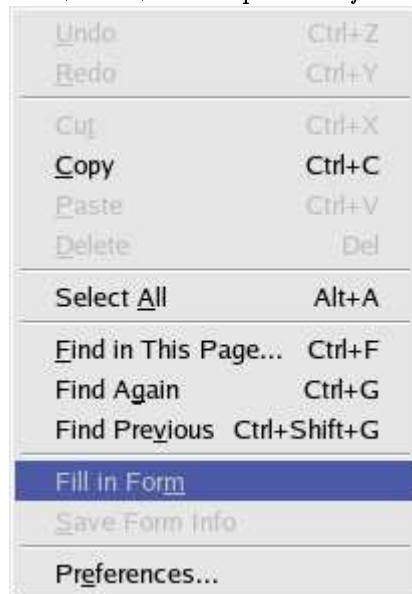 Undo Ctrl+Z
Redo Ctrl+Y
Cut Ctrl+X
Copy Ctrl+C
Paste Ctrl+V
Delete Del
Select All Alt+A
Find in This Page... Ctrl+F
Find Again Ctrl+G
Find Previous Ctrl+Shift+G
Fill in Form
Save Form Info
Preferences...